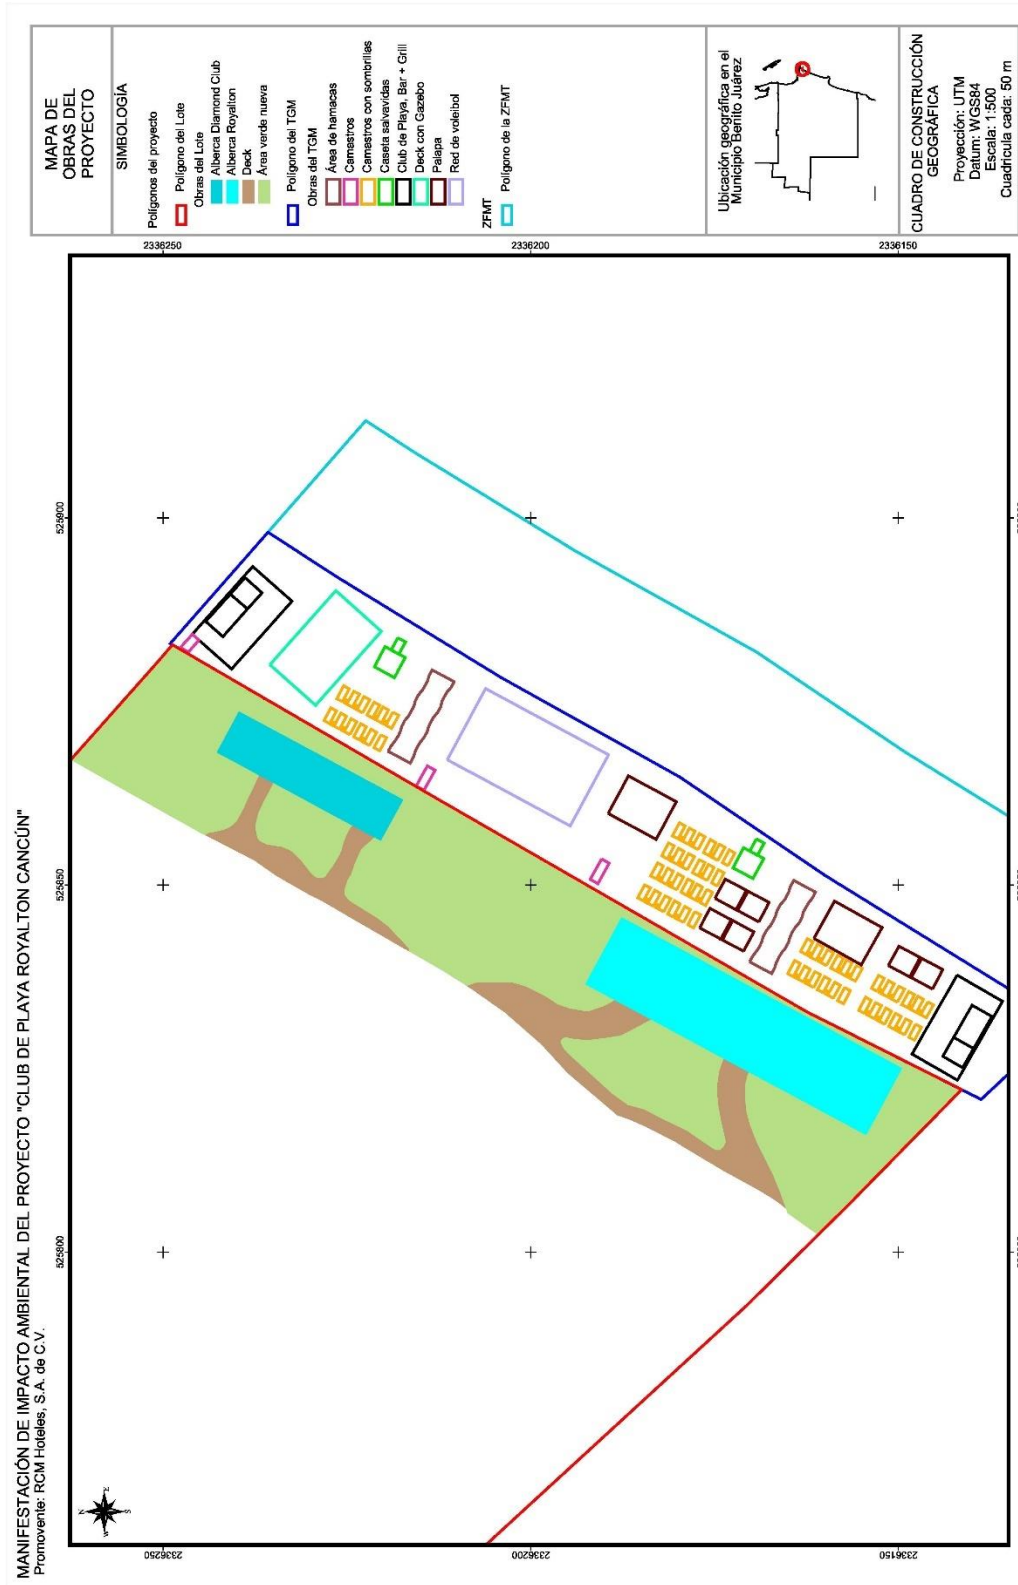 MANIFESTACIÓN DE IMPACTO AMBIENTAL DEL PROYECTO "CLUB DE PLAYA ROYALTON CANCÚN"
Promovente: RCM Hoteles, S.A. de C.V.
N
E
S
W
525800
525850
525900
2336250
2336200
2336150
2336250
2336200
2336150
MAPA DE
OBRAS DEL
PROYECTO
SIMBOLOGÍA
Polígonos del proyecto
Polígono del Lote
Obras del Lote
Alberca Diamond Club
Alberca Royalton
Deck
Área verde nueva
Polígono del TGM
Obras del TGM
Área de hamacas
Camastros
Camastros con sombrillas
Caseta salvavidas
Club de Playa, Bar + Grill
Deck con Gazebo
Palapa
Red de voleibol
ZFMT
Polígono de la ZFMT
Ubicación geográfica en el
Municipio Benito Juárez
CUADRO DE CONSTRUCCIÓN
GEOGRÁFICA
Proyección: UTM
Datum: WGS84
Escala: 1:500
Cuadrícula cada: 50 m